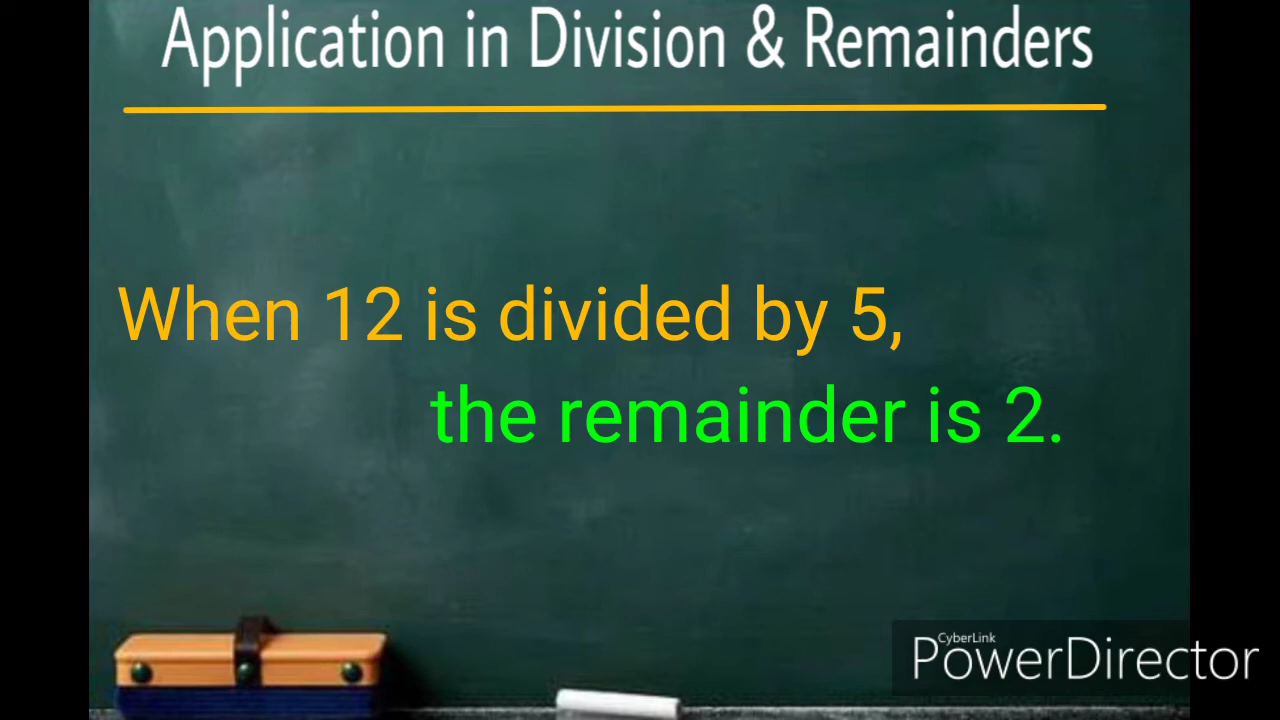 Application in Division & Remainders
When 12 is divided by 5,
the remainder is 2.
CyberLink
PowerDirector